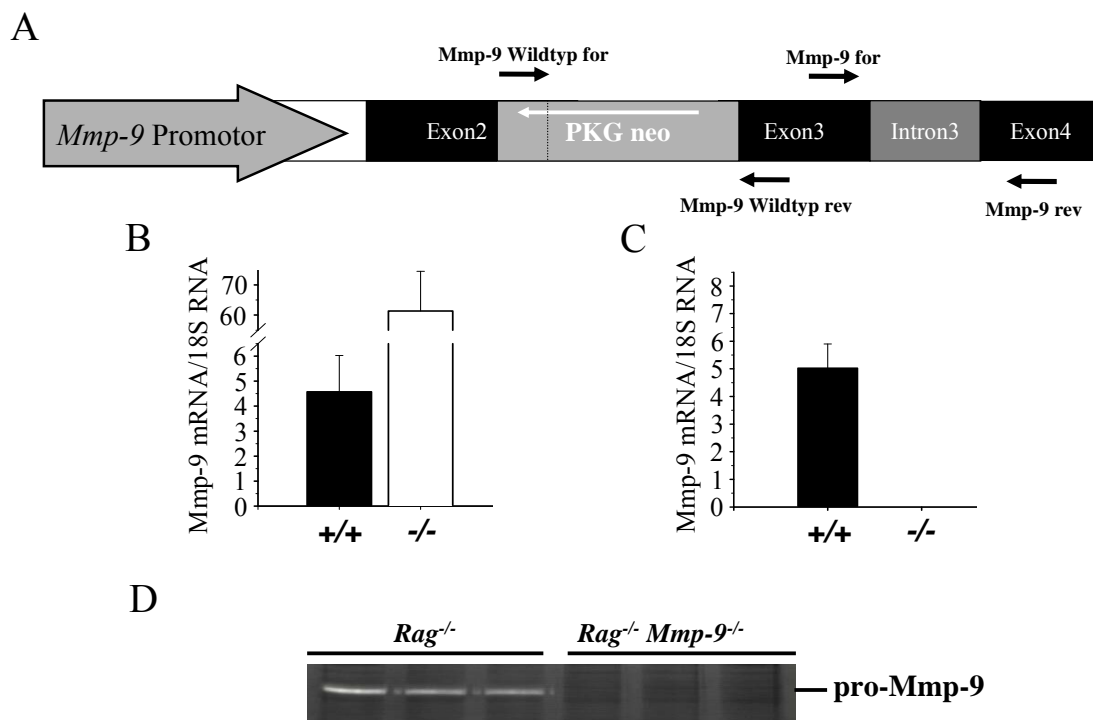 A
Mmp-9 Wildtyp for
Mmp-9 for
Mmp-9 Promotor
Exon2
PKG neo
Exon3
Intron3
Exon4
Mmp-9 Wildtyp rev
Mmp-9 rev
B
Mmp-9 mRNA/18S RNA
70
60
6
5
4
3
2
1
0
+/+
-/-
C
Mmp-9 mRNA/18S RNA
8
7
6
5
4
3
2
1
0
+/+
-/-
D
Rag-/-
Rag-/- Mmp-9-/-
pro-Mmp-9